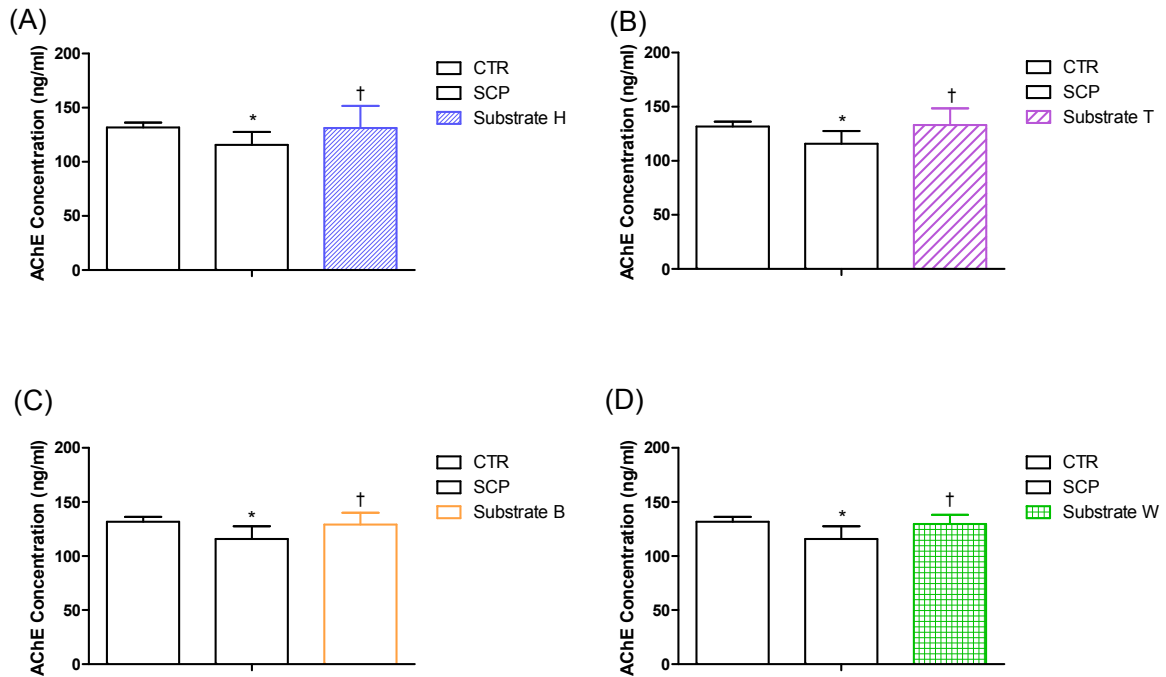 (A)
AChE Concentration (ng/ml)
200
150
100
50
0
*
†
CTR
SCP
Substrate H
(B)
AChE Concentration (ng/ml)
200
150
100
50
0
*
†
CTR
SCP
Substrate T
(C)
AChE Concentration (ng/ml)
200
150
100
50
0
*
†
CTR
SCP
Substrate B
(D)
AChE Concentration (ng/ml)
200
150
100
50
0
*
†
CTR
SCP
Substrate W